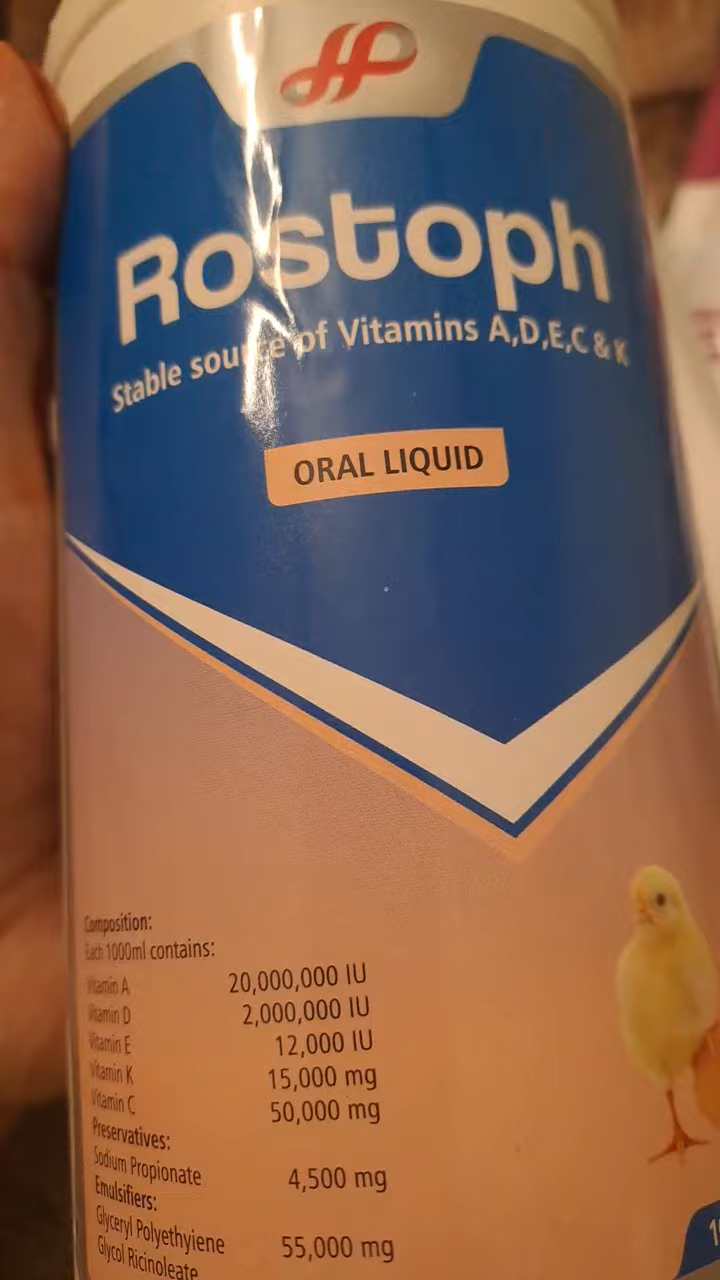 Rostoph
Stable source of Vitamins A,D,E,C & K
ORAL LIQUID
Composition:
Each 1000ml contains:
Vitamin A 20,000,000 IU
Vitamin D 2,000,000 IU
Vitamin E 12,000 IU
Vitamin K 15,000 mg
Vitamin C 50,000 mg
Preservatives:
Sodium Propionate 4,500 mg
Emulsifiers:
Glyceryl Polyethyiene 55,000 mg
Glycol Ricinoleate